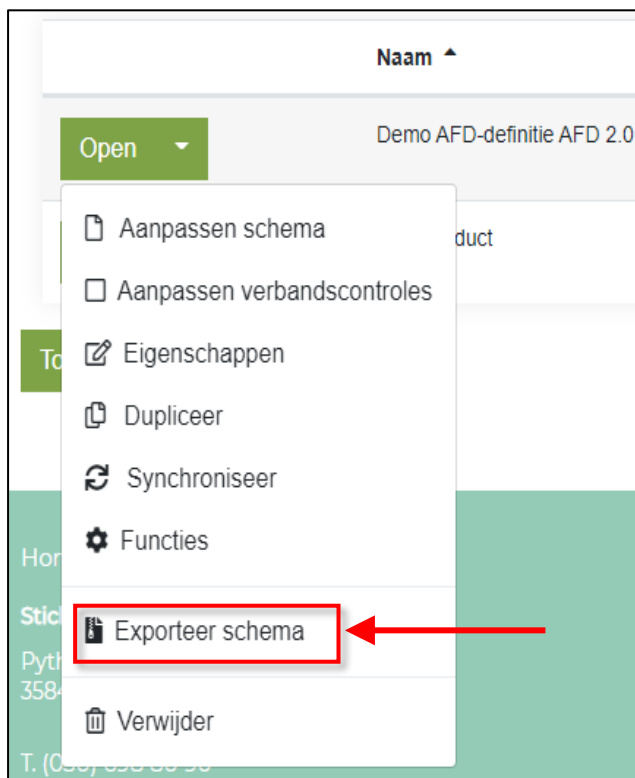 Naam
Open
Demo AFD-definitie AFD 2.0
Aanpassen schema
Aanpassen verbandscontroles
Eigenschappen
Dupliceer
Synchroniseer
Functies
Exporteer schema
Verwijder